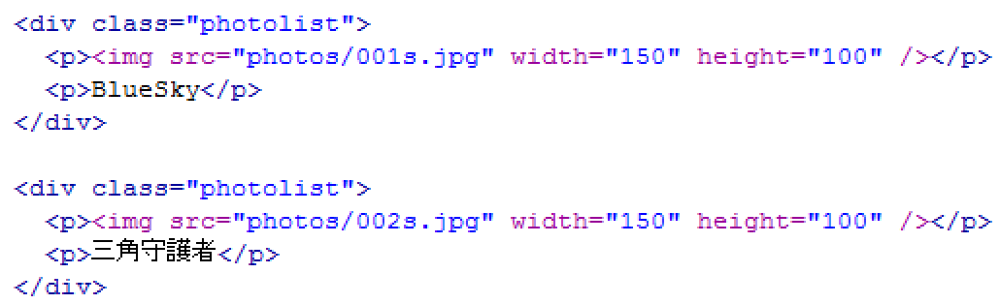 <div class="photolist">
  <p><img src="photos/001s.jpg" width="150" height="100" /></p>
  <p>BlueSky</p>
</div>

<div class="photolist">
  <p><img src="photos/002s.jpg" width="150" height="100" /></p>
  <p>三角守護者</p>
</div>